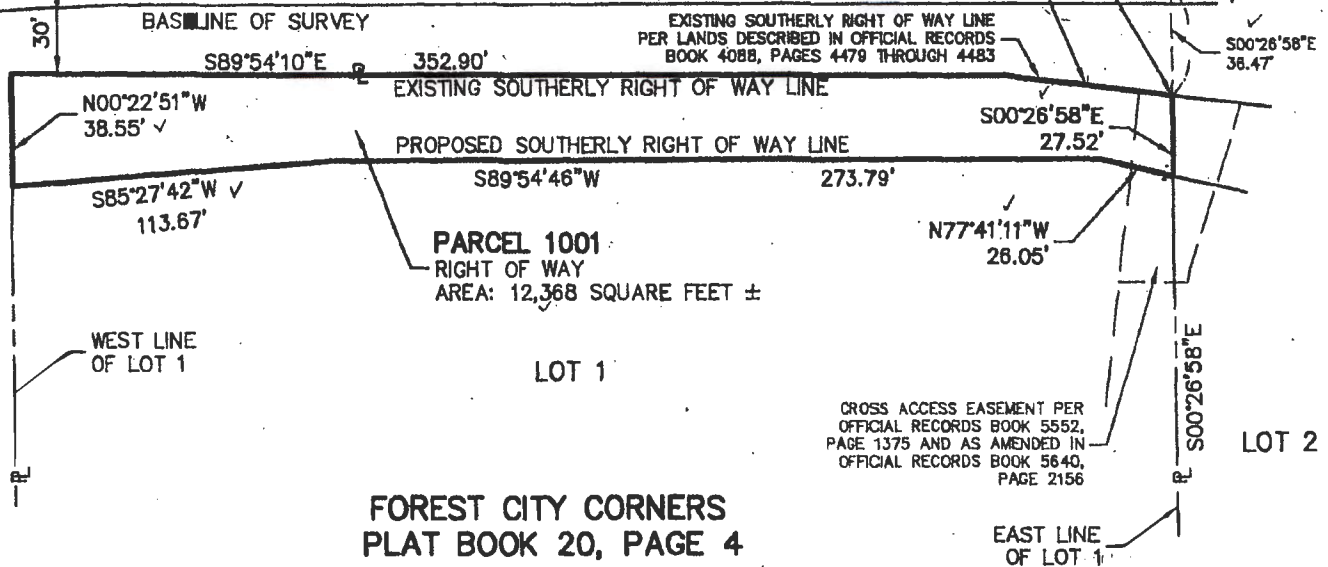 30'
BASLINE OF SURVEY
EXISTING SOUTHERLY RIGHT OF WAY LINE
PER LANDS DESCRIBED IN OFFICIAL RECORDS
BOOK 4088, PAGES 4479 THROUGH 4483
S00°26'58"E
36.47'
S89°54'10"E 352.90'
EXISTING SOUTHERLY RIGHT OF WAY LINE
N00°22'51"W
38.55'
S00°26'58"E
27.52'
PROPOSED SOUTHERLY RIGHT OF WAY LINE
S89°54'46"W 273.79'
S85°27'42"W
113.67'
N77°41'11"W
26.05'
PARCEL 1001
RIGHT OF WAY
AREA: 12,368 SQUARE FEET ±
WEST LINE
OF LOT 1
LOT 1
CROSS ACCESS EASEMENT PER
OFFICIAL RECORDS BOOK 5552,
PAGE 1375 AND AS AMENDED IN
OFFICIAL RECORDS BOOK 5640,
PAGE 2156
S00°26'58"E
LOT 2
FOREST CITY CORNERS
PLAT BOOK 20, PAGE 4
EAST LINE
OF LOT 1